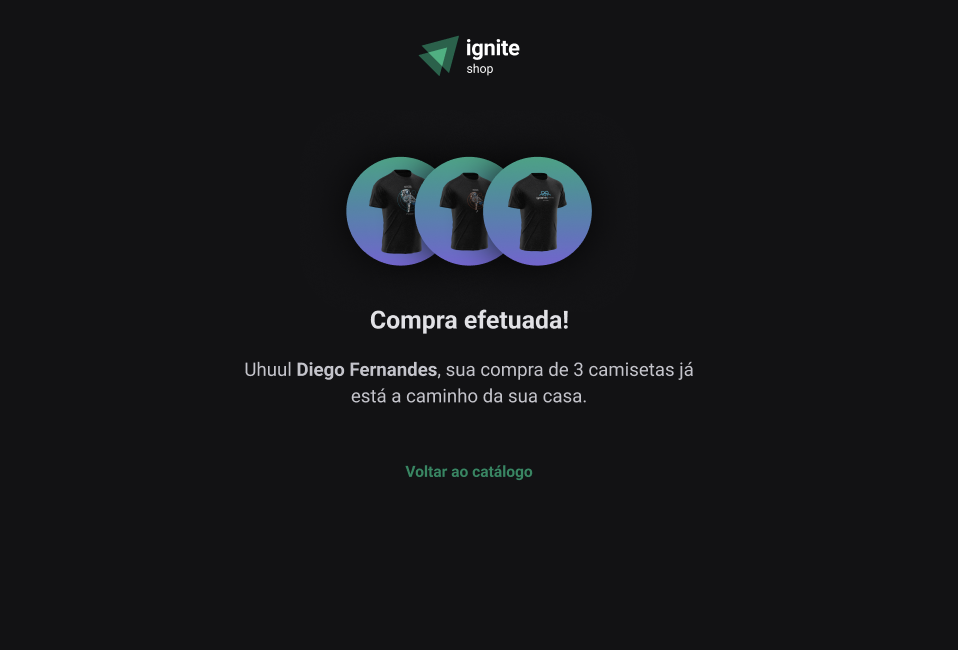 ignite
shop
Compra efetuada!
Uhuul Diego Fernandes, sua compra de 3 camisetas já
está a caminho da sua casa.
Voltar ao catálogo